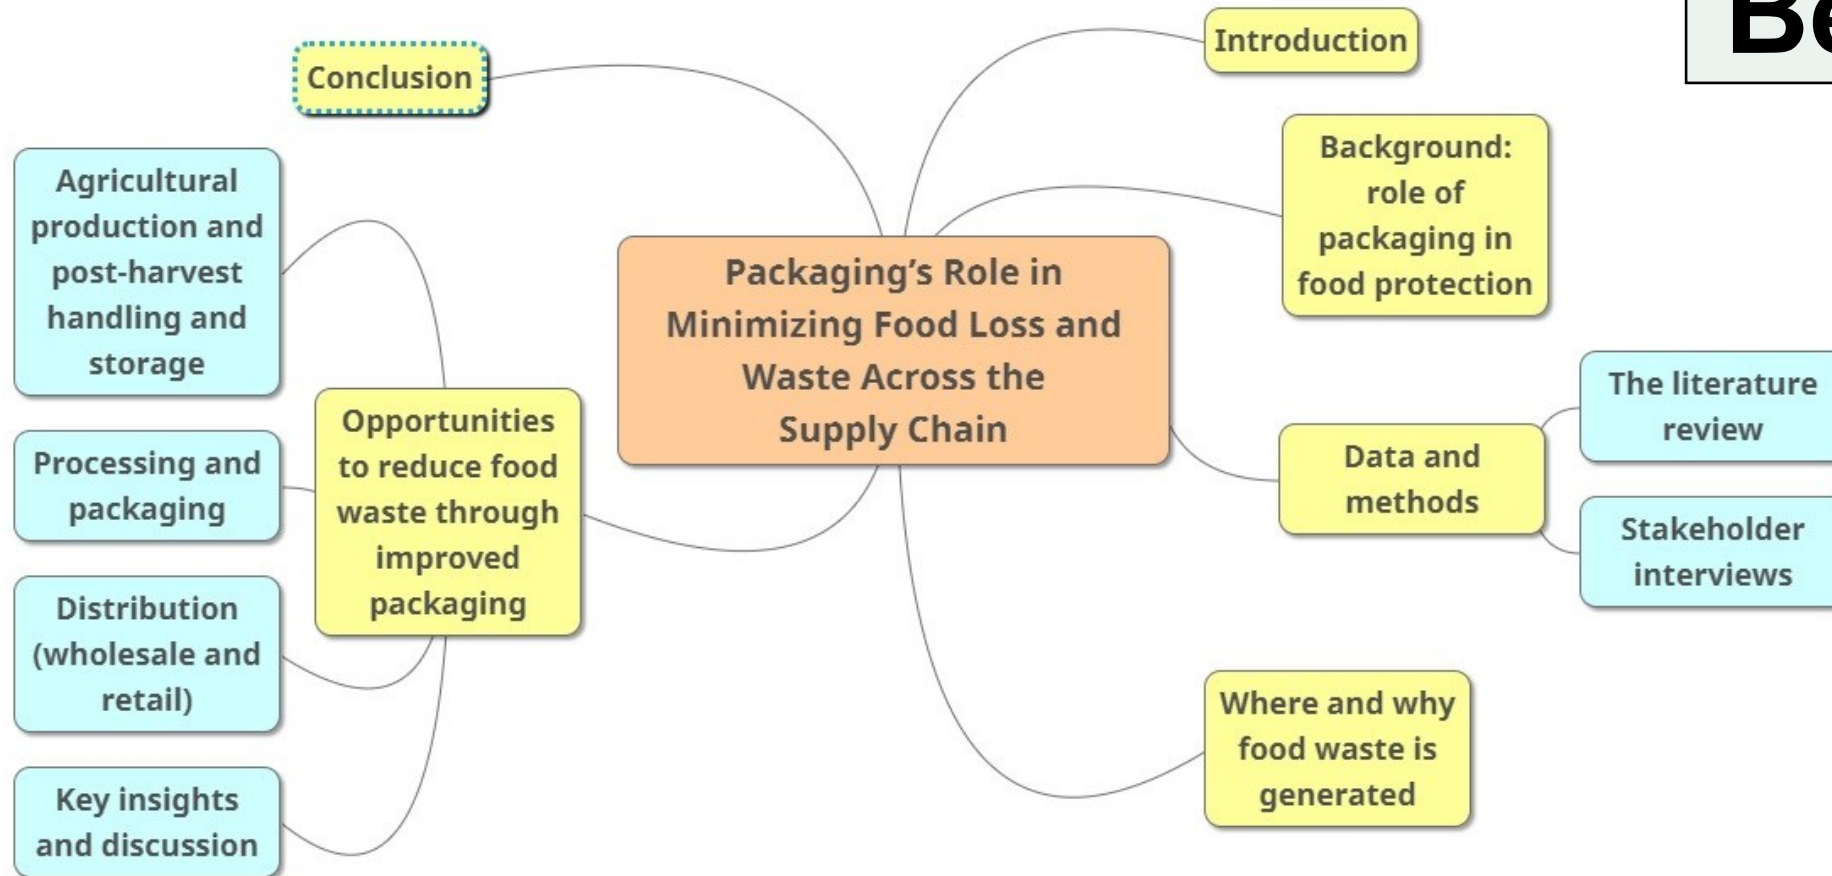 Be
Introduction
Conclusion
Background:
role of
packaging in
food protection
Agricultural
production and
post-harvest
handling and
storage
Packaging’s Role in
Minimizing Food Loss and
Waste Across the
Supply Chain
The literature
review
Data and
methods
Stakeholder
interviews
Opportunities
to reduce food
waste through
improved
packaging
Processing and
packaging
Distribution
(wholesale and
retail)
Where and why
food waste is
generated
Key insights
and discussion